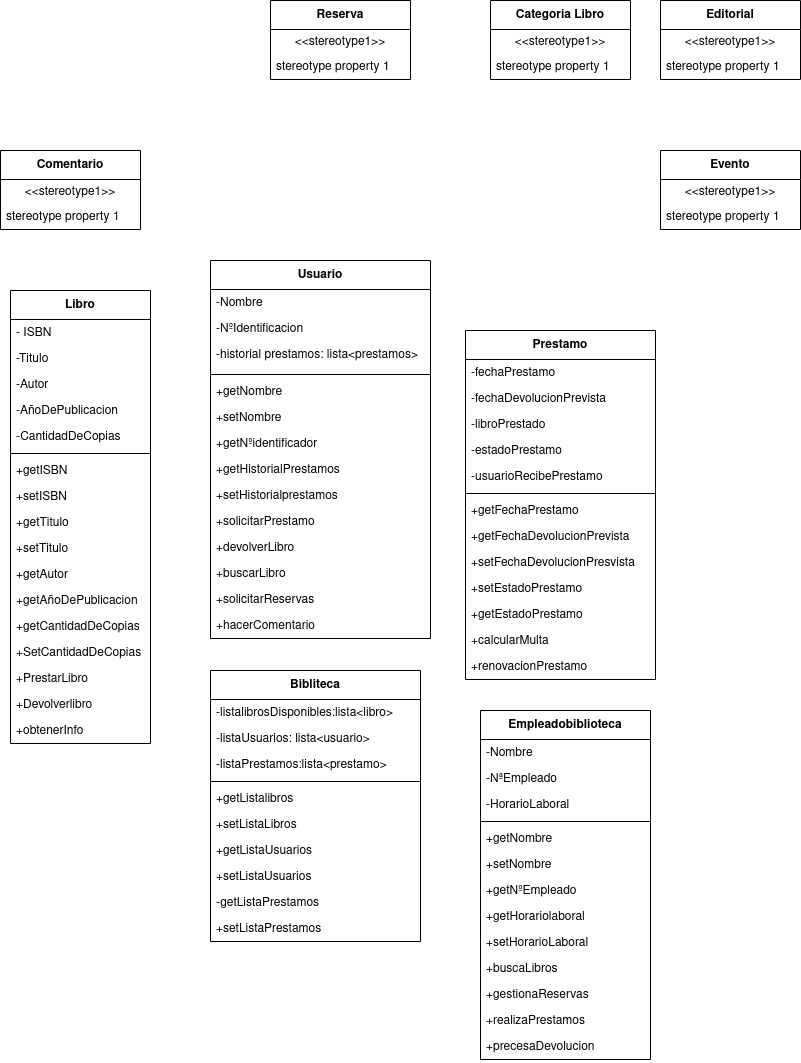 Reserva
<<stereotype1>>
stereotype property 1
Categoria Libro
<<stereotype1>>
stereotype property 1
Editorial
<<stereotype1>>
stereotype property 1
Comentario
<<stereotype1>>
stereotype property 1
Evento
<<stereotype1>>
stereotype property 1
Libro
- ISBN
-Titulo
-Autor
-AñoDePublicacion
-CantidadDeCopias
+getISBN
+setISBN
+getTitulo
+setTitulo
+getAutor
+getAñoDePublicacion
+getCantidadDeCopias
+SetCantidadDeCopias
+PrestarLibro
+Devolverlibro
+obtenerInfo
Usuario
-Nombre
-NºIdentificacion
-historial prestamos: lista<prestamos>
+getNombre
+setNombre
+getNºidentificador
+getHistorialPrestamos
+setHistorialprestamos
+solicitarPrestamo
+devolverLibro
+buscarLibro
+solicitarReservas
+hacerComentario
Prestamo
-fechaPrestamo
-fechaDevolucionPrevista
-libroPrestado
-estadoPrestamo
-usuarioRecibePrestamo
+getFechaPrestamo
+getFechaDevolucionPrevista
+setFechaDevolucionPresvista
+setEstadoPrestamo
+getEstadoPrestamo
+calcularMulta
+renovacionPrestamo
Bibliteca
-listalibrosDisponibles:lista<libro>
-listaUsuarios: lista<usuario>
-listaPrestamos:lista<prestamo>
+getListalibros
+setListaLibros
+getListaUsuarios
+setListaUsuarios
-getListaPrestamos
+setListaPrestamos
Empleadobiblioteca
-Nombre
-NªEmpleado
-HorarioLaboral
+getNombre
+setNombre
+getNºEmpleado
+getHorariolaboral
+setHorarioLaboral
+buscaLibros
+gestionaReservas
+realizaPrestamos
+precesaDevolucion